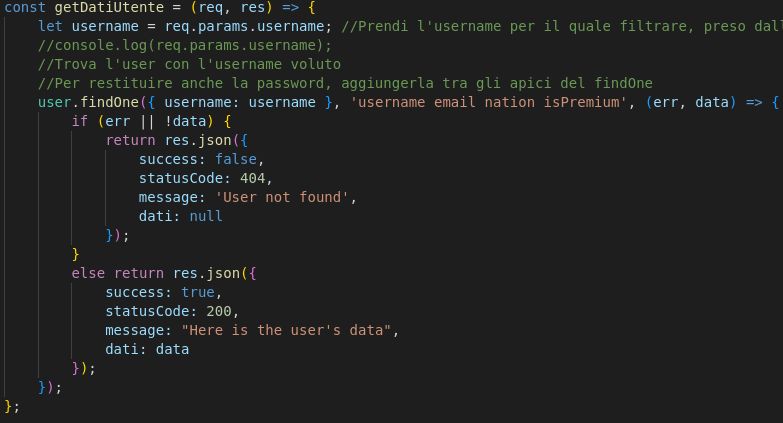 const getDatiUtente = (req, res) => {
    let username = req.params.username; //Prendi l'username per il quale filtrare, preso dall
    //console.log(req.params.username);
    //Trova l'user con l'username voluto
    //Per restituire anche la password, aggiungerla tra gli apici del findOne
    user.findOne({ username: username }, 'username email nation isPremium', (err, data) => {
        if (err || !data) {
            return res.json({
                success: false,
                statusCode: 404,
                message: 'User not found',
                dati: null
            });
        }
        else return res.json({
            success: true,
            statusCode: 200,
            message: "Here is the user's data",
            dati: data
        });
    });
};